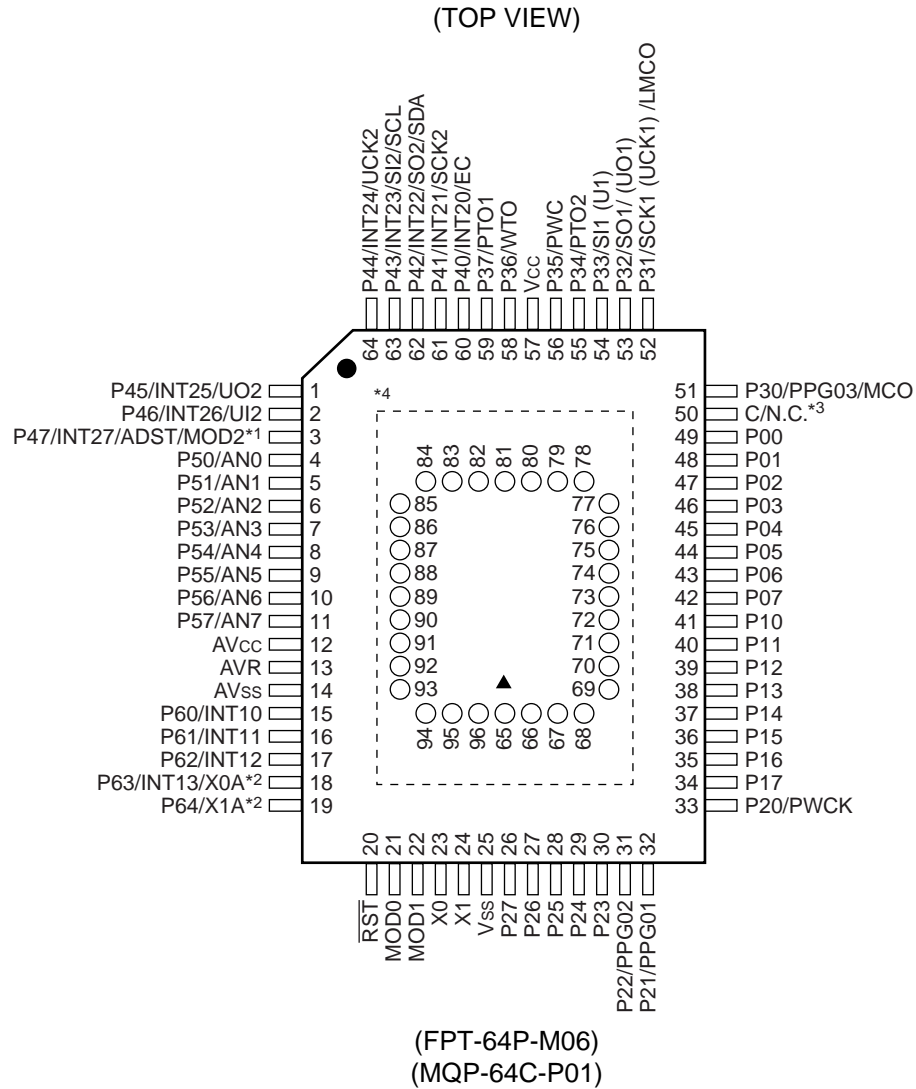 (TOP VIEW)
P44/INT24/UCK2
P43/INT23/SI2/SCL
P42/INT22/SO2/SDA
P41/INT21/SCK2
P40/INT20/EC
P37/PTO1
P36/WTO
Vcc
P35/PWC
P34/PTO2
P33/SI1 (U1)
P32/SO1/ (UO1)
P31/SCK1 (UCK1) /LMCO
64
63
62
61
60
59
58
57
56
55
54
53
52
P45/INT25/UO2 1
P46/INT26/UI2 2
P47/INT27/ADST/MOD2*1 3
P50/AN0 4
P51/AN1 5
P52/AN2 6
P53/AN3 7
P54/AN4 8
P55/AN5 9
P56/AN6 10
P57/AN7 11
AVcc 12
AVR 13
AVss 14
P60/INT10 15
P61/INT11 16
P62/INT12 17
P63/INT13/X0A*2 18
P64/X1A*2 19
*4
84
83
82
81
80
79
78
85
86
87
88
89
90
91
92
93
77
76
75
74
73
72
71
70
69
94
95
96
65
66
67
68
51 P30/PPG03/MCO
50 C/N.C.*3
49 P00
48 P01
47 P02
46 P03
45 P04
44 P05
43 P06
42 P07
41 P10
40 P11
39 P12
38 P13
37 P14
36 P15
35 P16
34 P17
33 P20/PWCK
20
21
22
23
24
25
26
27
28
29
30
31
32
RST
MOD0
MOD1
X0
X1
Vss
P27
P26
P25
P24
P23
P22/PPG02
P21/PPG01
(FPT-64P-M06)
(MQP-64C-P01)